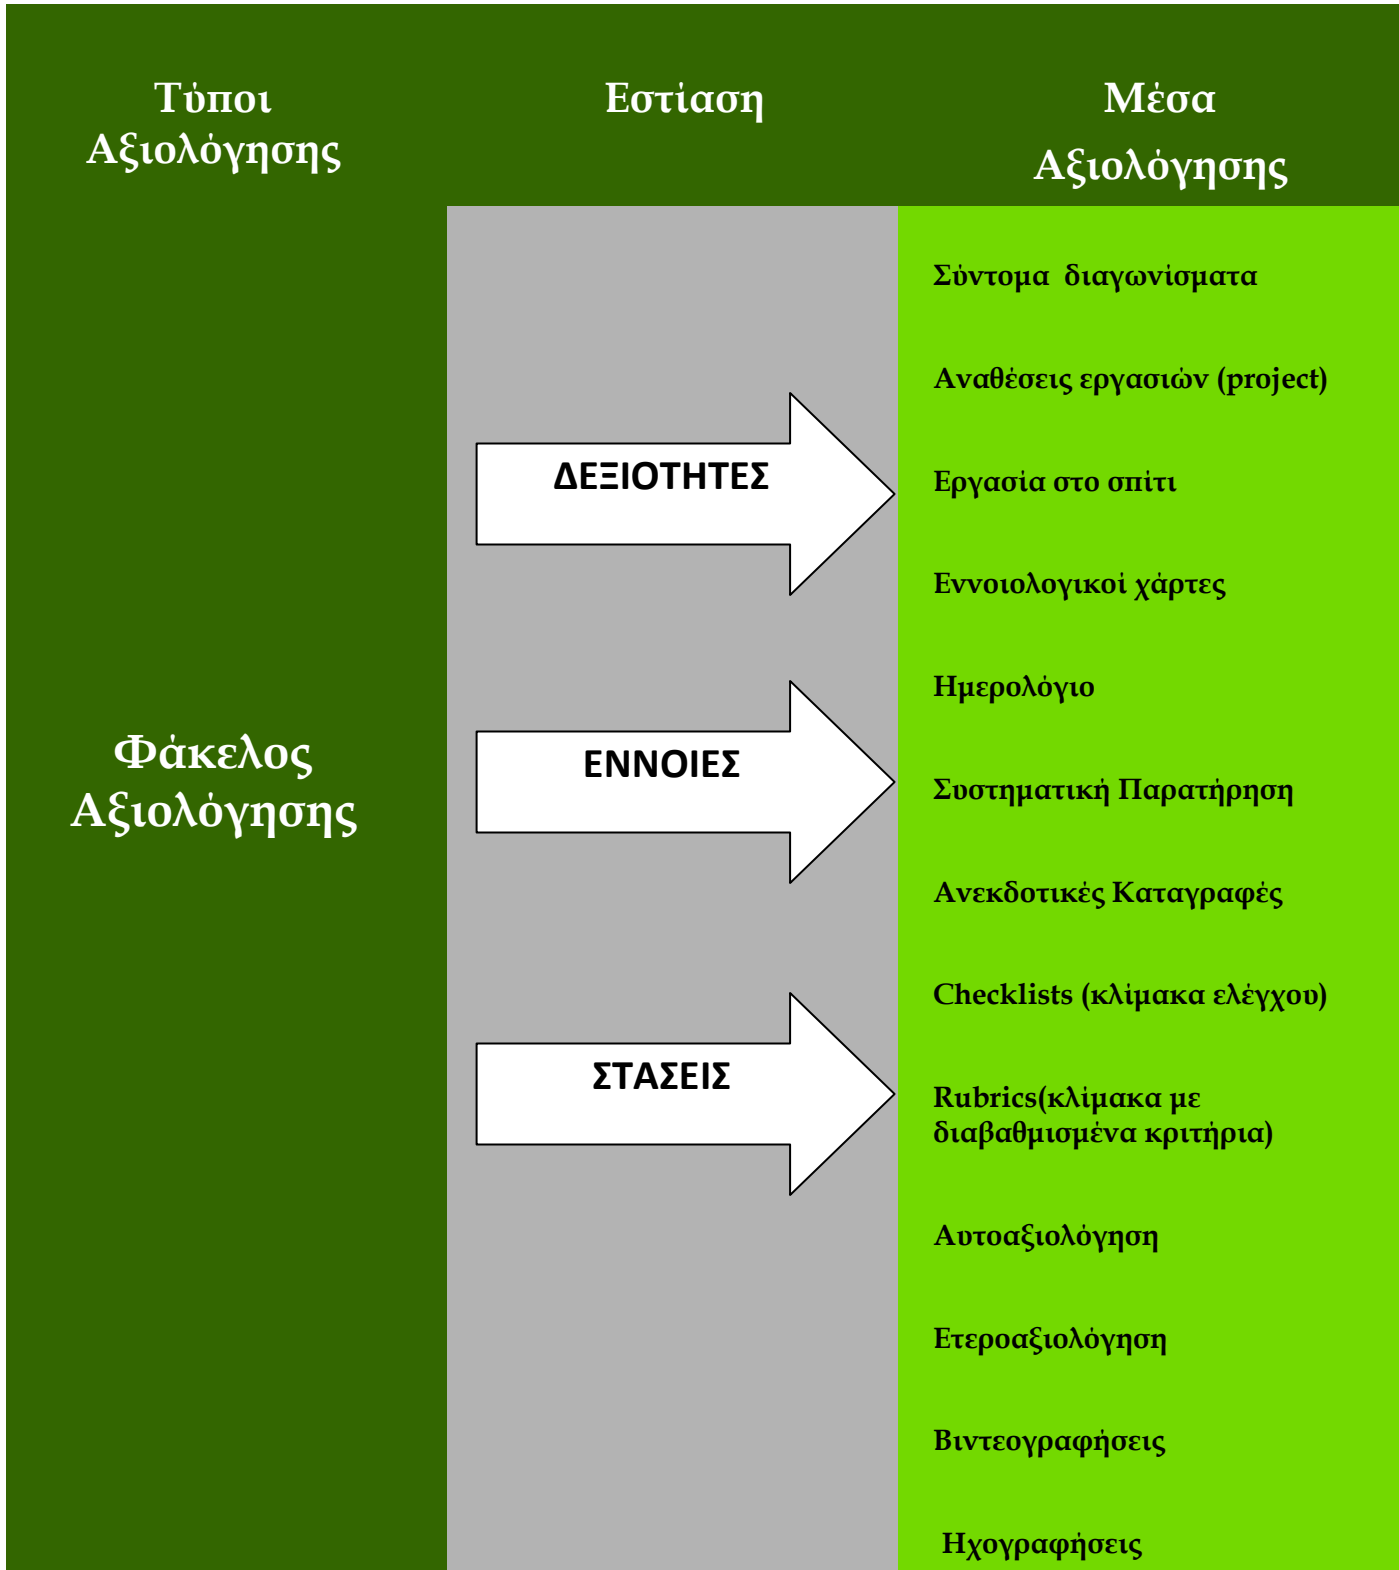 Τύποι
Αξιολόγησης
Εστίαση
Μέσα
Αξιολόγησης
Φάκελος
Αξιολόγησης
ΔΕΞΙΟΤΗΤΕΣ
ΕΝΝΟΙΕΣ
ΣΤΑΣΕΙΣ
Σύντομα διαγωνίσματα
Αναθέσεις εργασιών (project)
Εργασία στο σπίτι
Εννοιολογικοί χάρτες
Ημερολόγιο
Συστηματική Παρατήρηση
Ανεκδοτικές Καταγραφές
Checklists (κλίμακα ελέγχου)
Rubrics(κλίμακα με
διαβαθμισμένα κριτήρια)
Αυτοαξιολόγηση
Ετεροαξιολόγηση
Βιντεογραφήσεις
Ηχογραφήσεις